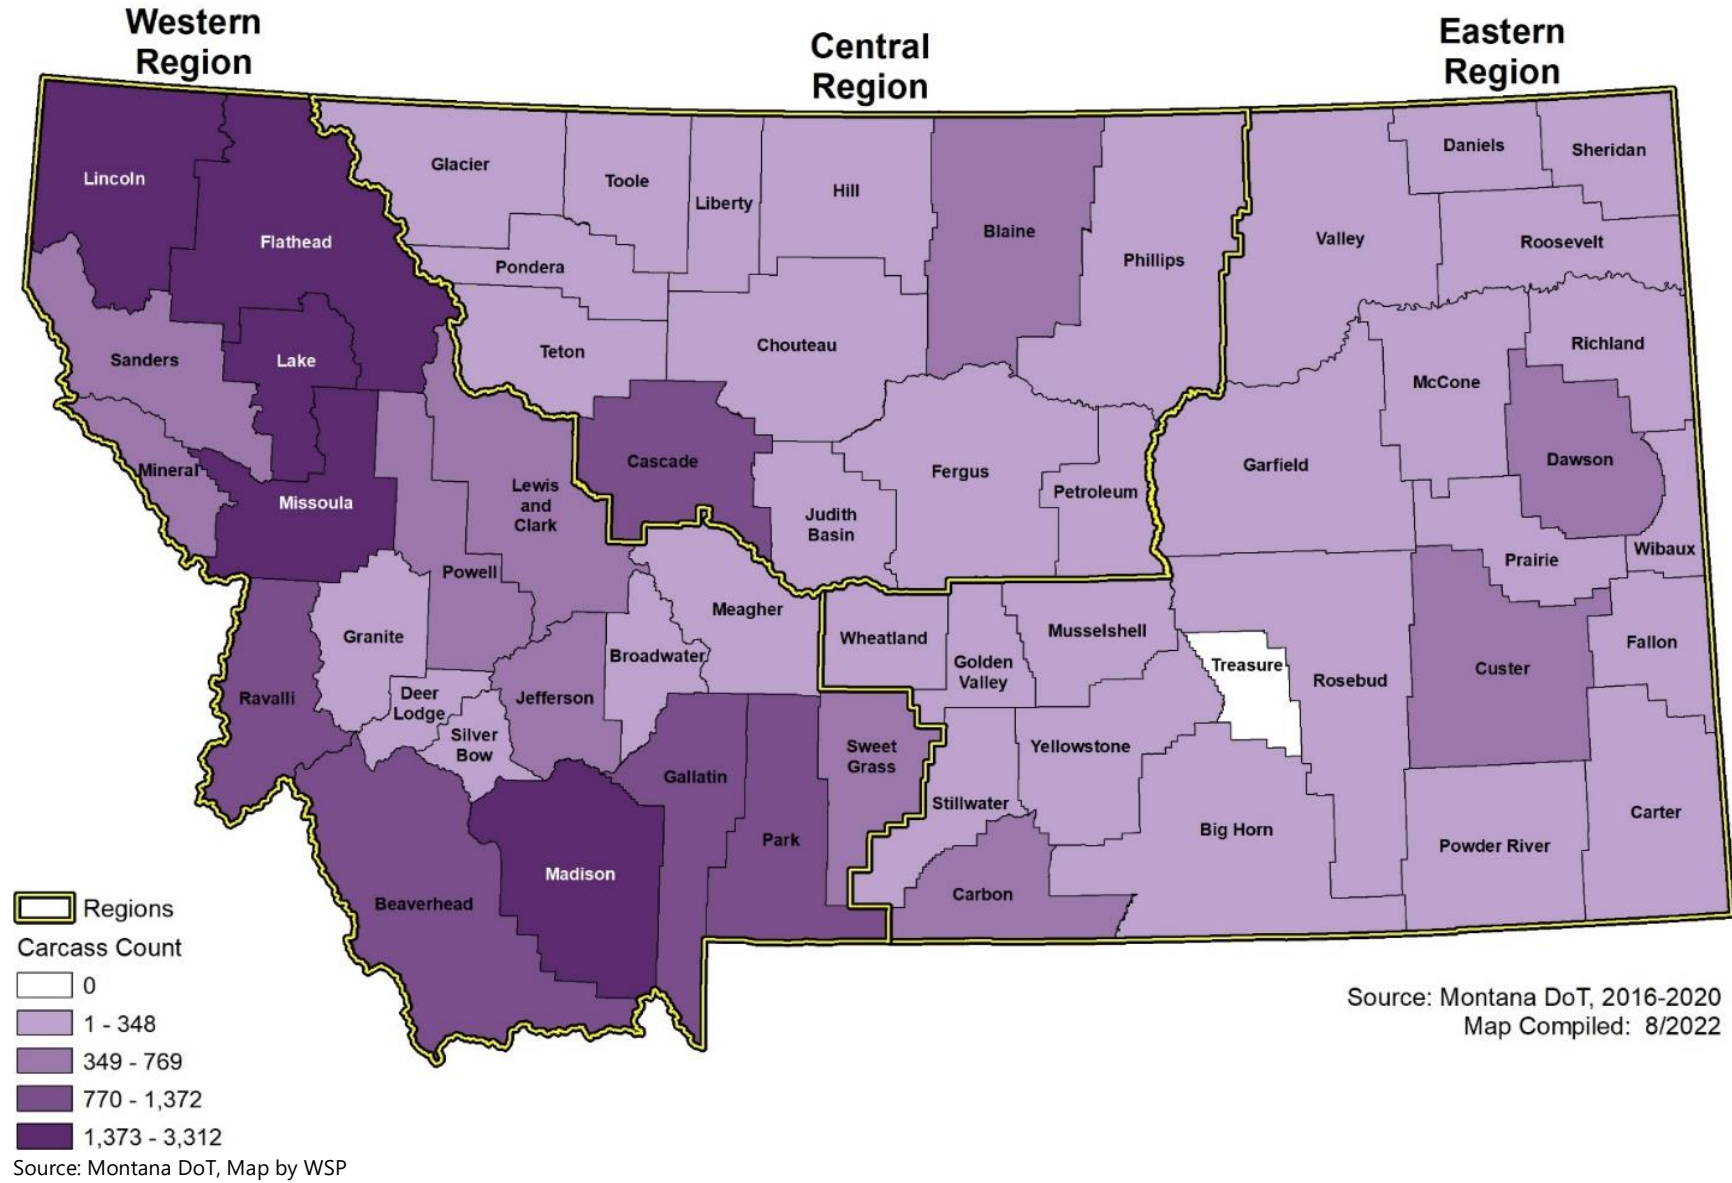 Western
Region
Central
Region
Eastern
Region
Lincoln
Flathead
Glacier
Toole
Liberty
Hill
Blaine
Phillips
Valley
Daniels
Sheridan
Roosevelt
Pondera
Teton
Chouteau
Sanders
Lake
Richland
McCone
Mineral
Missoula
Cascade
Lewis
and
Clark
Judith
Basin
Fergus
Petroleum
Garfield
Dawson
Powell
Prairie
Wibaux
Granite
Meagher
Broadwater
Wheatland
Golden
Valley
Musselshell
Treasure
Rosebud
Custer
Fallon
Ravalli
Deer
Lodge
Silver
Bow
Jefferson
Gallatin
Park
Sweet
Grass
Stillwater
Yellowstone
Big Horn
Powder River
Carter
Beaverhead
Madison
Carbon
Regions
Carcass Count
0
1 - 348
349 - 769
770 - 1,372
1,373 - 3,312
Source: Montana DoT, 2016-2020
Map Compiled: 8/2022
Source: Montana DoT, Map by WSP